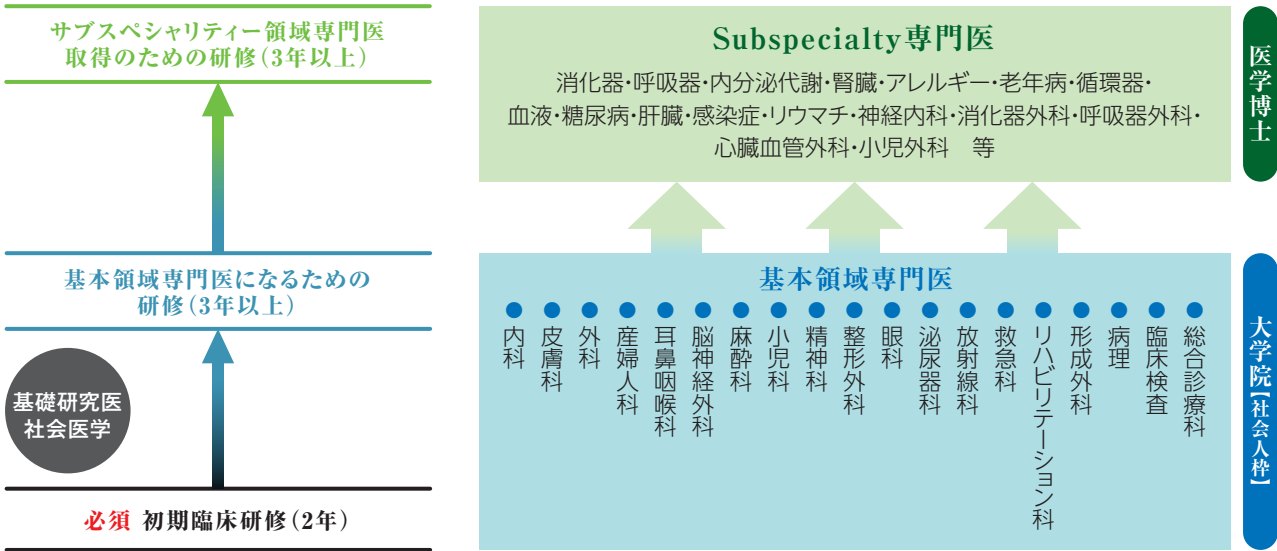 サブスペシャリティー領域専門医
取得のための研修(3年以上)
基本領域専門医になるための
研修(3年以上)
基礎研究医
社会医学
必須 初期臨床研修(2年)
Subspecialty専門医
消化器・呼吸器・内分泌代謝・腎臓・アレルギー・老年病・循環器・
血液・糖尿病・肝臓・感染症・リウマチ・神経内科・消化器外科・呼吸器外科・
心臓血管外科・小児外科　等
基本領域専門医
内科
皮膚科
外科
産婦人科
耳鼻咽喉科
脳神経外科
麻酔科
小児科
精神科
整形外科
眼科
泌尿器科
放射線科
救急科
リハビリテーション科
形成外科
病理
臨床検査
総合診療科
医学博士
大学院【社会人枠】